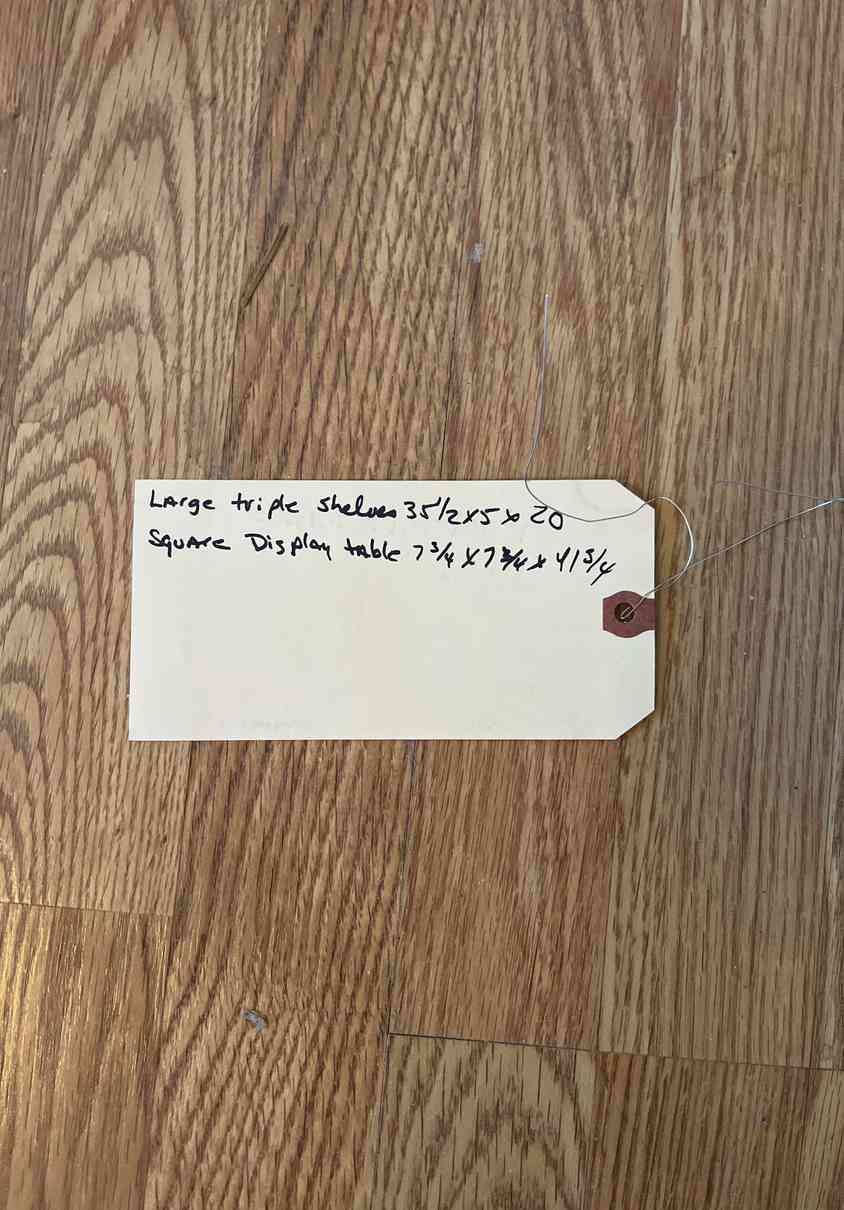 Large triple shelves 35 1/2 x 5 x 20
Square Display table 7 3/4 x 7 3/4 x 41 3/4